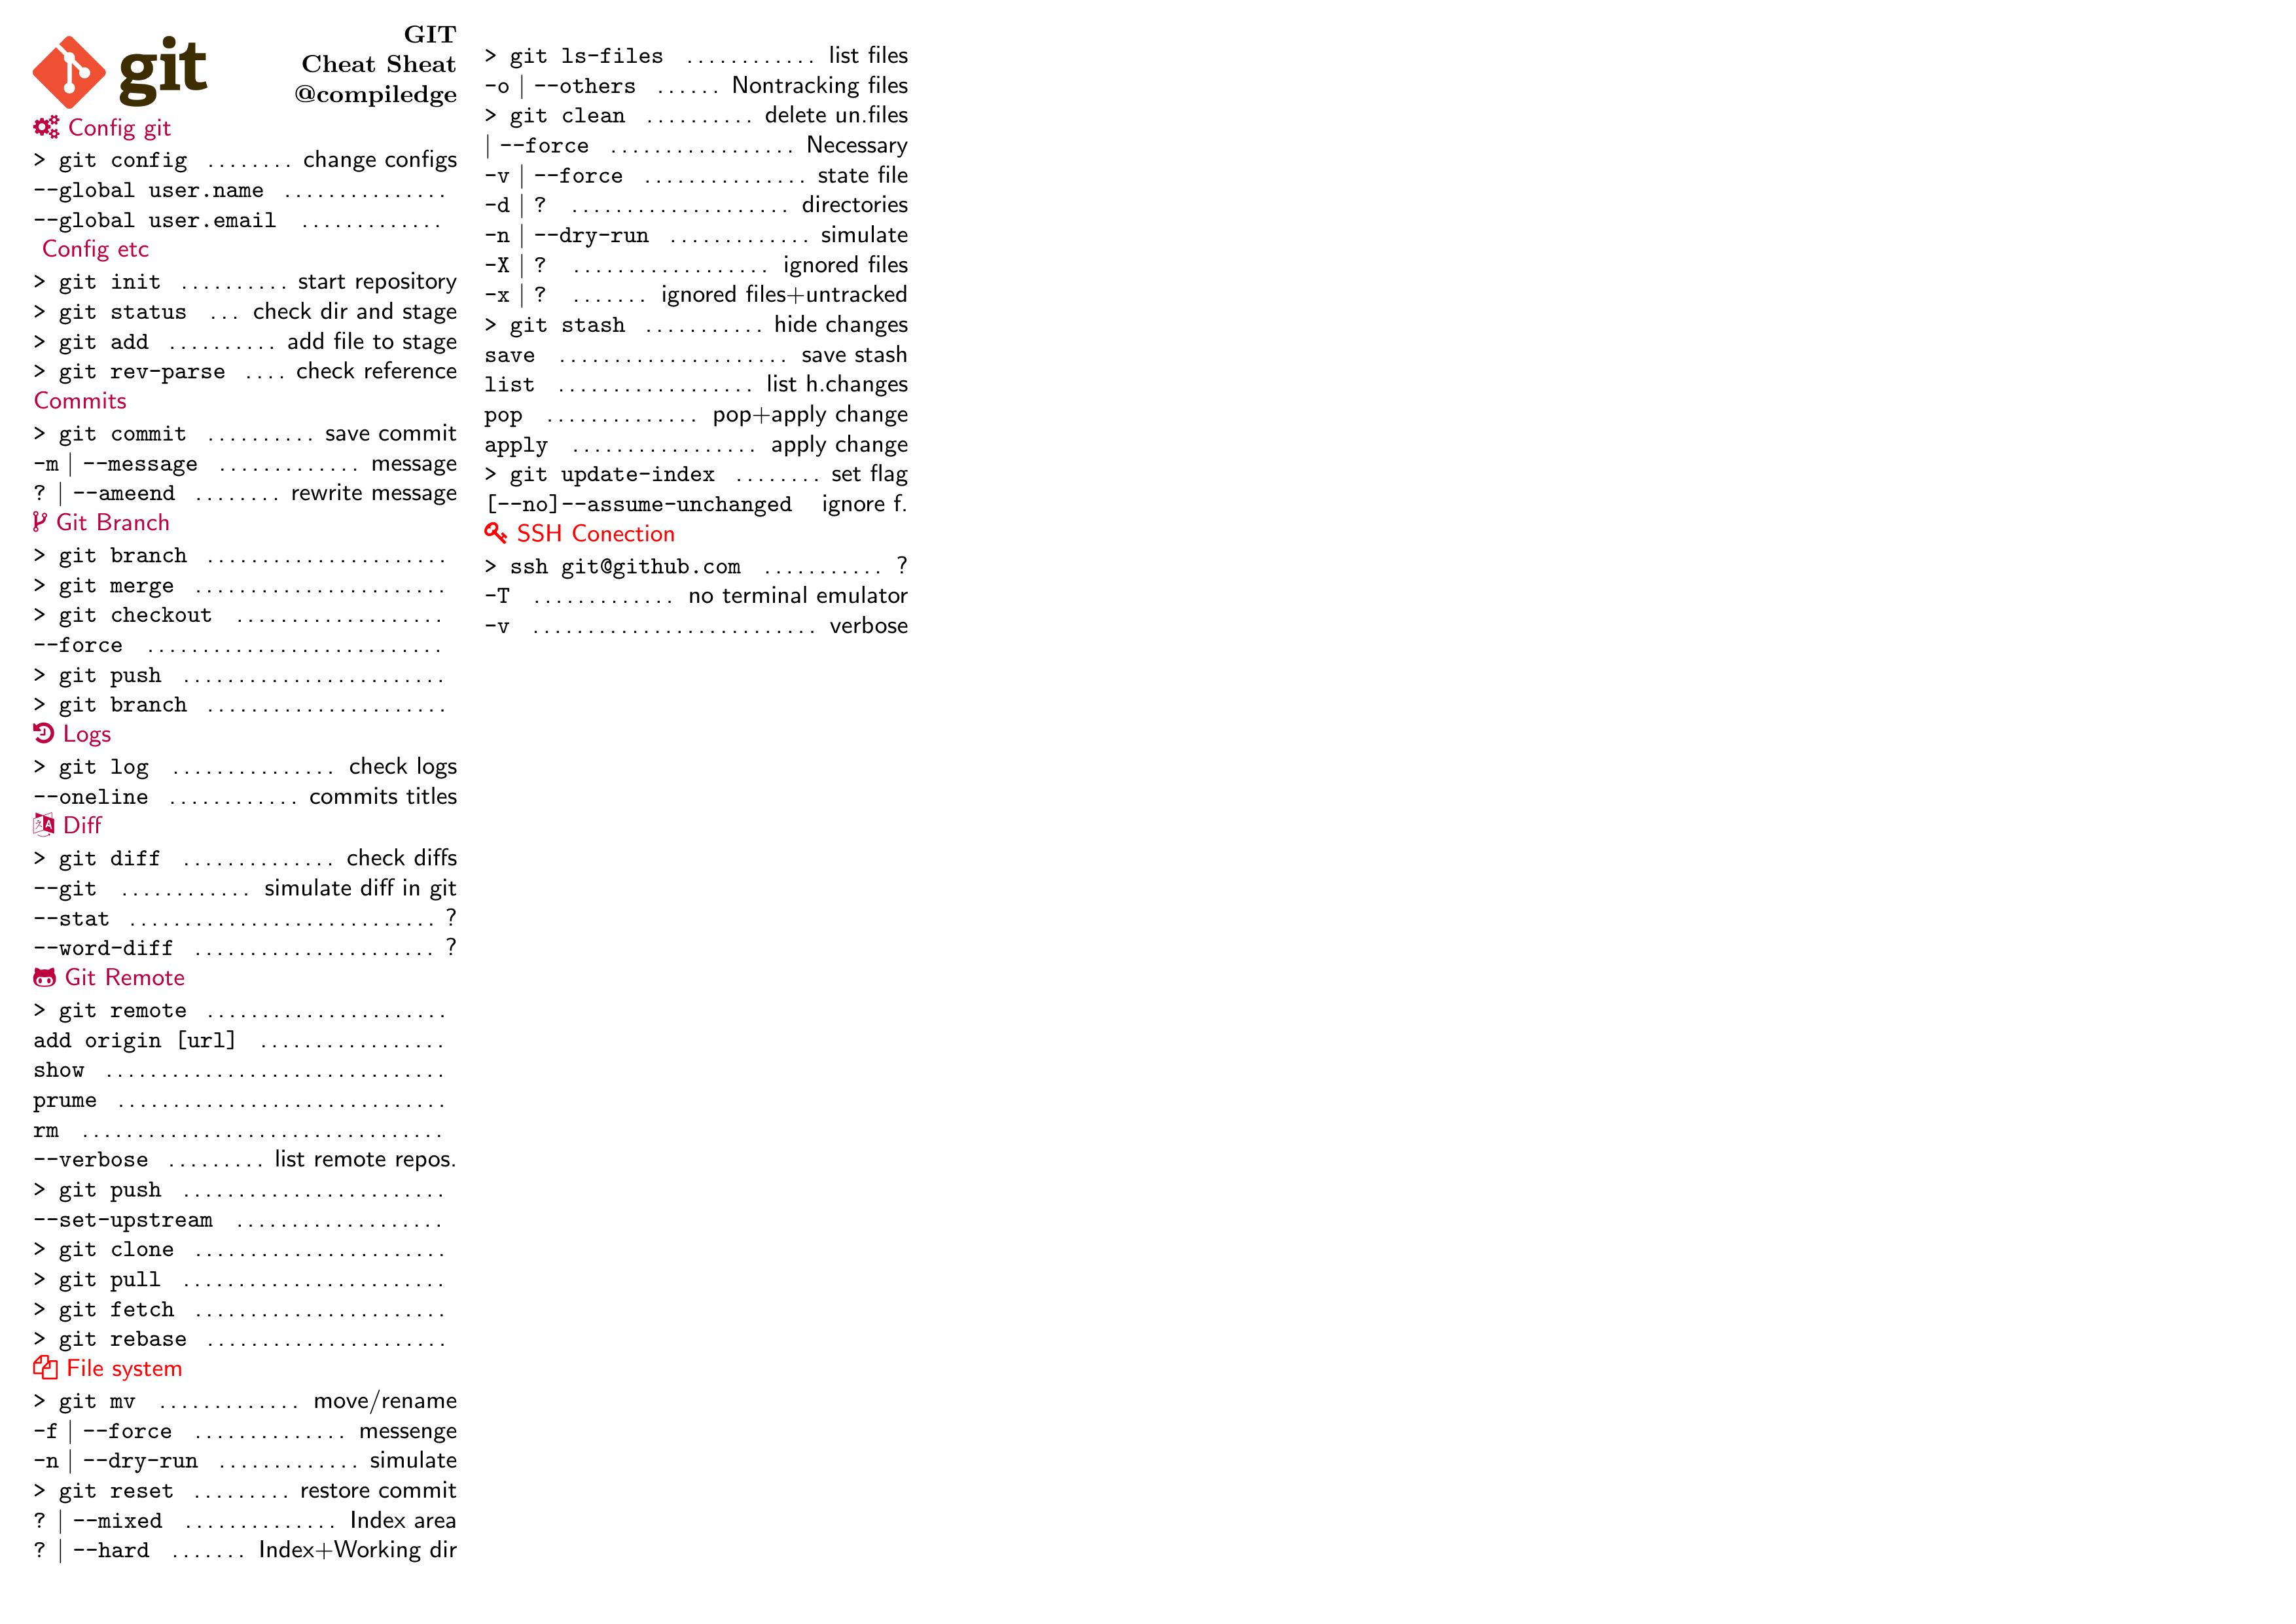 git
GIT
Cheat Sheat
@compiledge
Config git
> git config ........ change configs
--global user.name ...............
--global user.email .............
Config etc
> git init .......... start repository
> git status ... check dir and stage
> git add .......... add file to stage
> git rev-parse .... check reference
Commits
> git commit .......... save commit
-m | --message ............. message
? | --ameend ........ rewrite message
Git Branch
> git branch ......................
> git merge .......................
> git checkout ...................
--force ...........................
> git push ........................
> git branch ......................
Logs
> git log ............... check logs
--oneline ............ commits titles
Diff
> git diff .............. check diffs
--git ............ simulate diff in git
--stat ............................ ?
--word-diff ...................... ?
Git Remote
> git remote ......................
add origin [url] .................
show ...............................
prume ..............................
rm .................................
--verbose ......... list remote repos.
> git push ........................
--set-upstream ...................
> git clone .......................
> git pull ........................
> git fetch .......................
> git rebase ......................
File system
> git mv ............. move/rename
-f | --force .............. messenge
-n | --dry-run ............. simulate
> git reset ......... restore commit
? | --mixed .............. Index area
? | --hard ....... Index+Working dir
> git ls-files ............ list files
-o | --others ...... Nontracking files
> git clean .......... delete un.files
| --force ................. Necessary
-v | --force ............... state file
-d | ? .................... directories
-n | --dry-run ............. simulate
-X | ? .................. ignored files
-x | ? ....... ignored files+untracked
> git stash ........... hide changes
save ..................... save stash
list .................. list h.changes
pop .............. pop+apply change
apply ................. apply change
> git update-index ........ set flag
[--no]--assume-unchanged ignore f.
SSH Conection
> ssh git@github.com ........... ?
-T ............. no terminal emulator
-v .......................... verbose